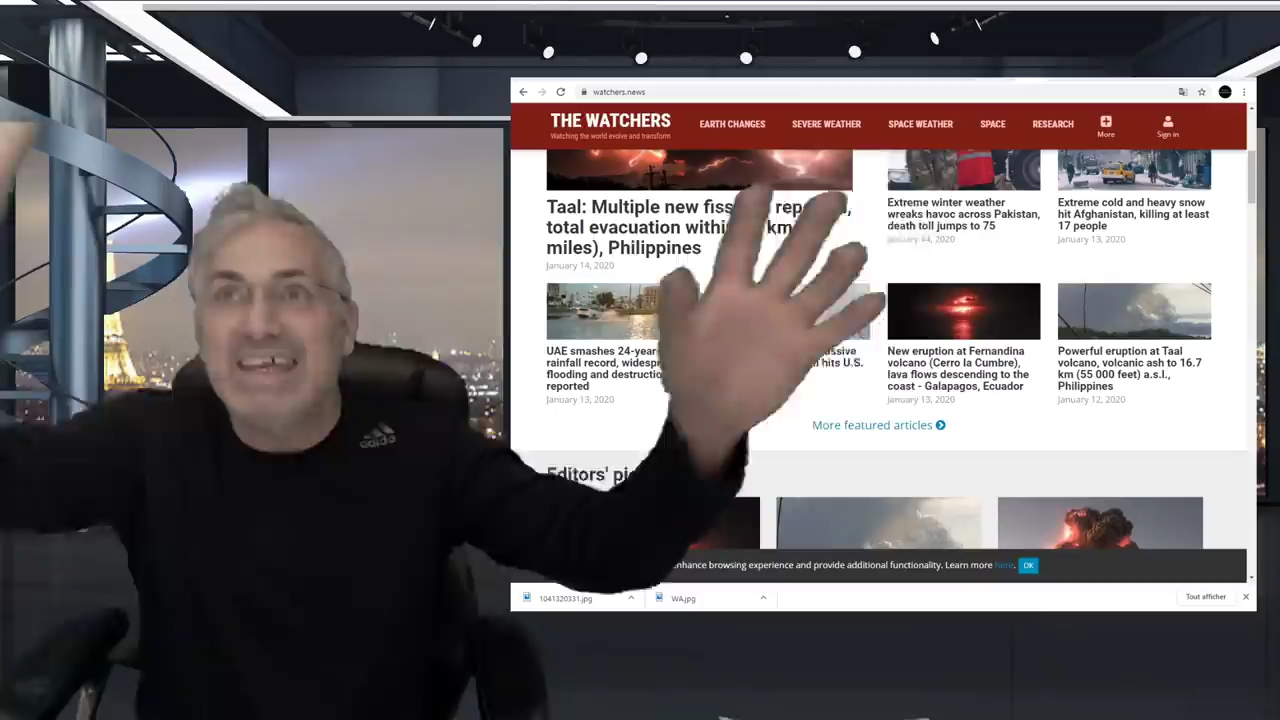 watchers.news
THE WATCHERS
Watching the world evolve and transform
EARTH CHANGES
SEVERE WEATHER
SPACE WEATHER
SPACE
RESEARCH
More
Sign in
Taal: Multiple new
total evacuation
miles), Philippines
January 14, 2020
Extreme winter weather
wreaks havoc across Pakistan,
death toll jumps to 75
January 14, 2020
Extreme cold and heavy snow
hit Afghanistan, killing at least
17 people
January 13, 2020
UAE smashes 24-year
rainfall record,
flooding and destruction
reported
January 13, 2020
hits U.S.
New eruption at Fernandina
volcano (Cerro la Cumbre),
lava flows descending to the
coast - Galapagos, Ecuador
January 13, 2020
Powerful eruption at Taal
volcano, volcanic ash to 16.7
km (55 000 feet) a.s.l.,
Philippines
January 12, 2020
More featured articles
Editors'
enhance browsing experience and provide additional functionality. Learn more here. OK
1041320331.jpg
WA.jpg
Tout afficher
adidas